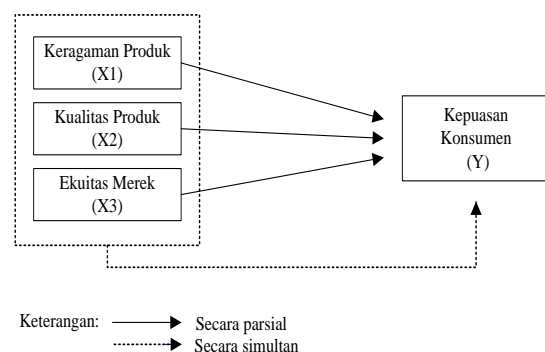 Keragaman Produk
(X1)
Kualitas Produk
(X2)
Ekuitas Merek
(X3)
Kepuasan
Konsumen
(Y)
Keterangan:
Secara parsial
Secara simultan